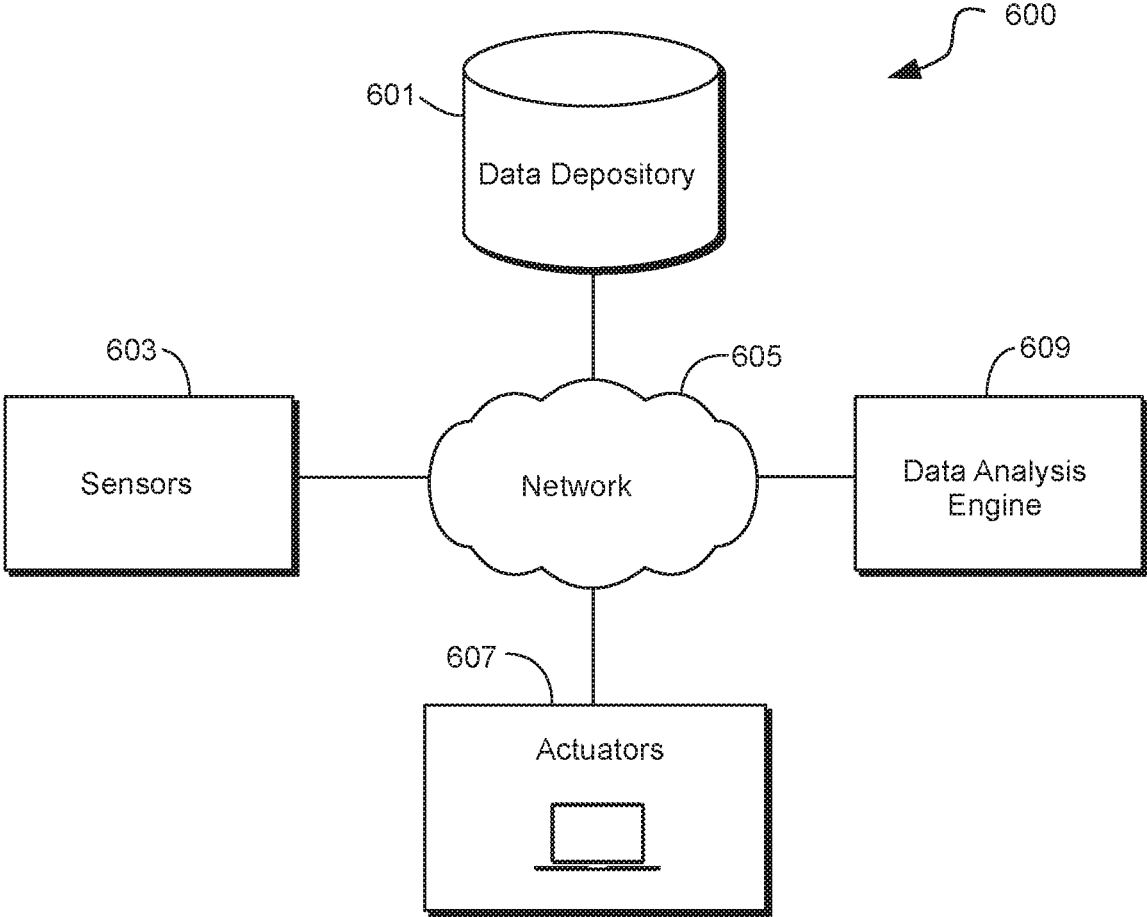 600
601
Data Depository
603
605
609
Sensors
Network
Data Analysis
Engine
607
Actuators